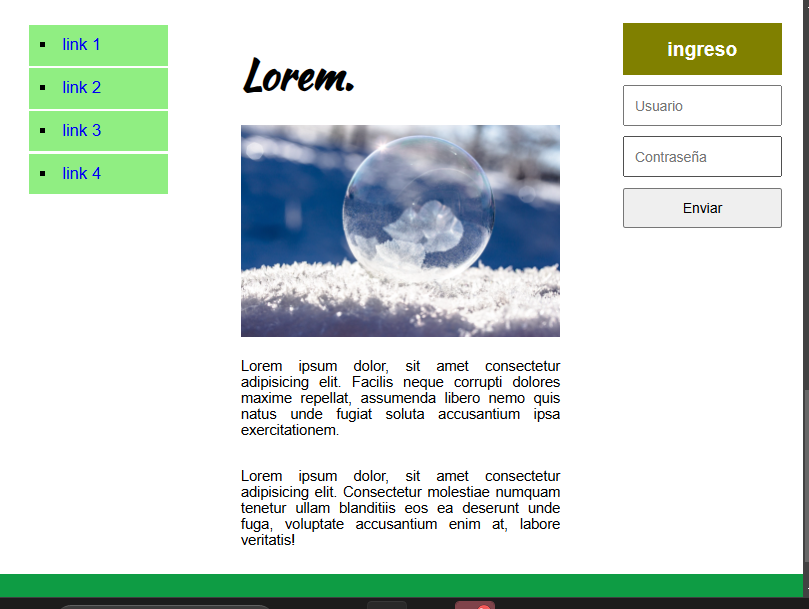 link 1
link 2
link 3
link 4
Lorem.
Lorem ipsum dolor, sit amet consectetur
adipisicing elit. Facilis neque corrupti dolores
maxime repellat, assumenda libero nemo quis
natus unde fugiat soluta accusantium ipsa
exercitationem.
Lorem ipsum dolor, sit amet consectetur
adipisicing elit. Consectetur molestiae numquam
tenetur ullam blanditiis eos ea deserunt unde
fuga, voluptate accusantium enim at, labore
veritatis!
ingreso
Usuario
Contraseña
Enviar